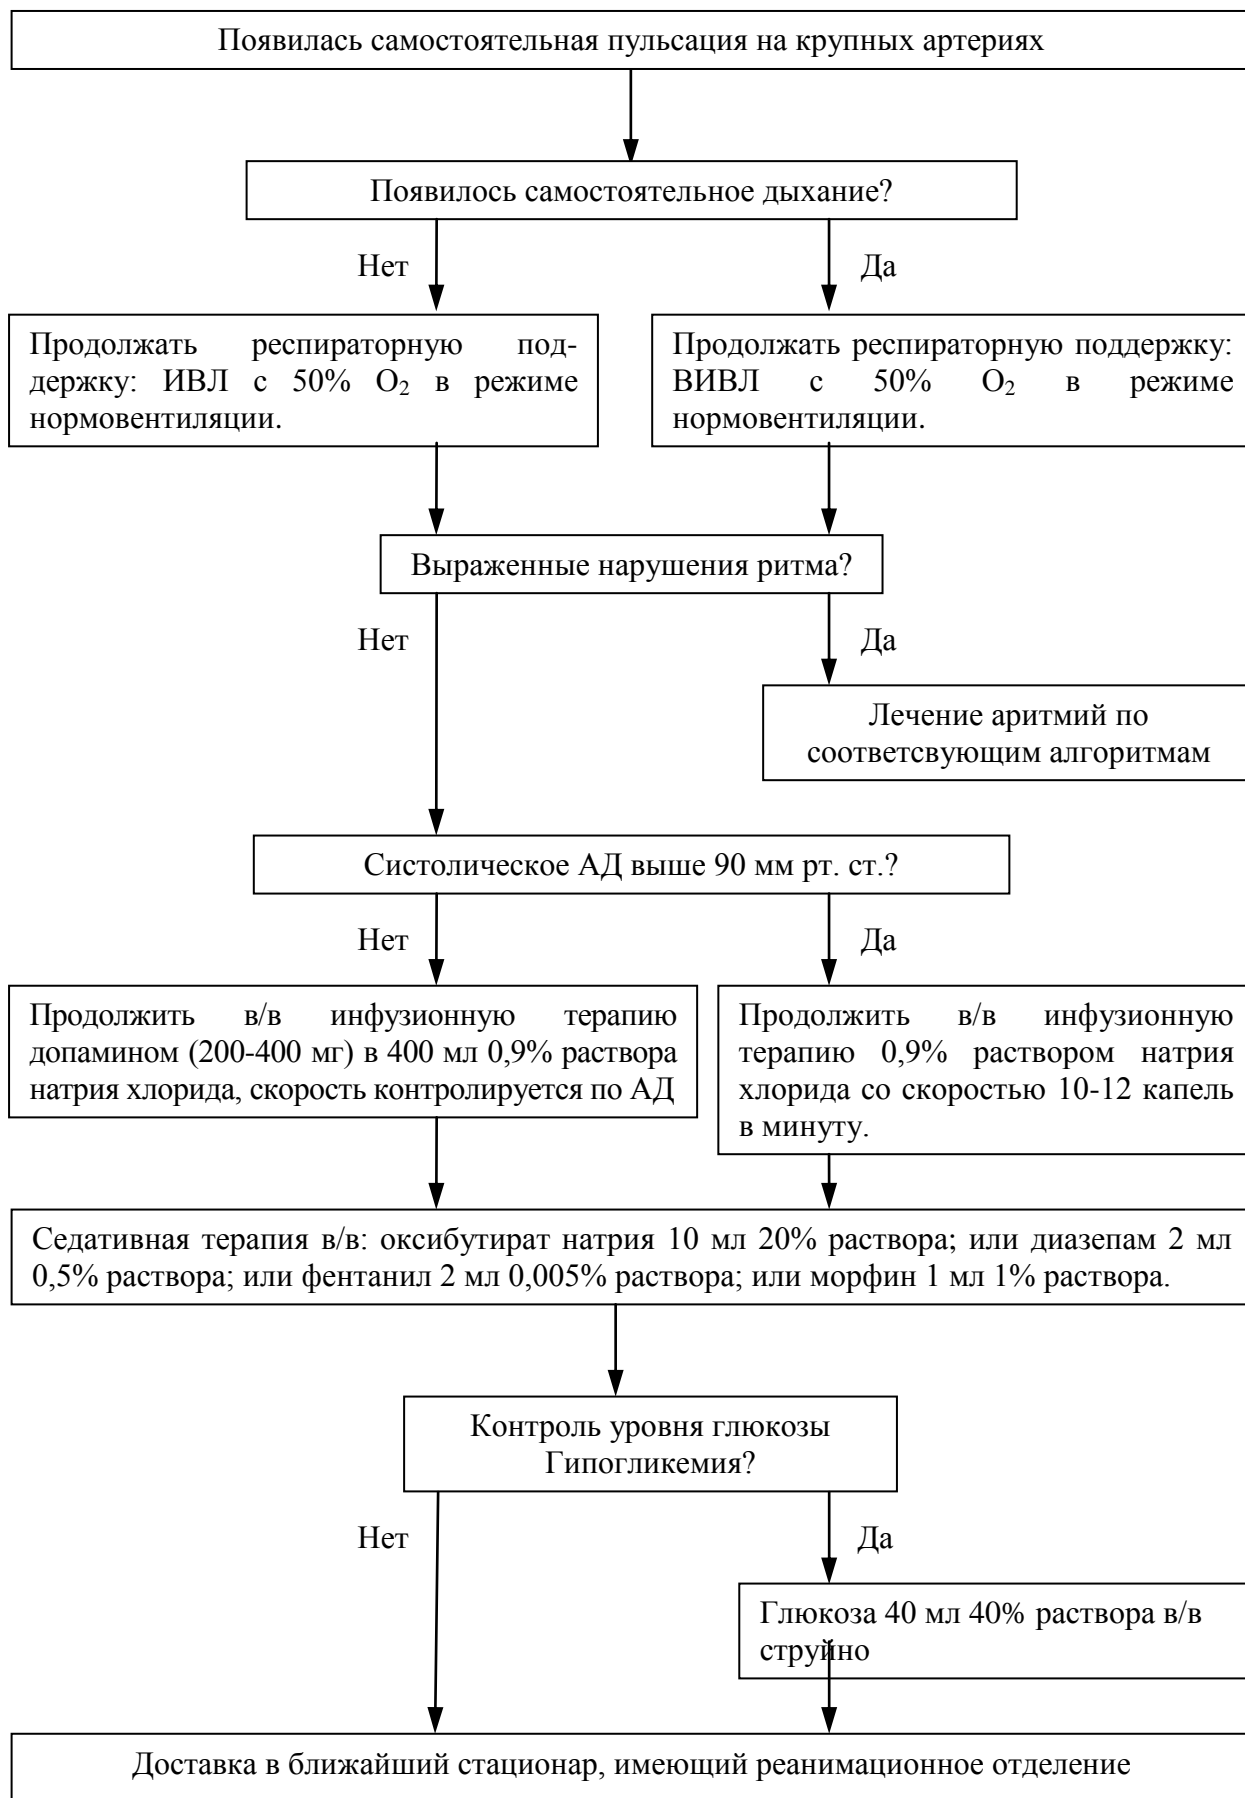 Появилась самостоятельная пульсация на крупных артериях
Появилось самостоятельное дыхание?
Нет
Да
Продолжать респираторную под-
держку: ИВЛ с 50% O₂ в режиме
нормовентиляции.
Продолжать респираторную поддержку:
ВИВЛ с 50% O₂ в режиме
нормовентиляции.
Выраженные нарушения ритма?
Нет
Да
Лечение аритмий по
соответсвующим алгоритмам
Систолическое АД выше 90 мм рт. ст.?
Нет
Да
Продолжить в/в инфузионную терапию
допамином (200-400 мг) в 400 мл 0,9% раствора
натрия хлорида, скорость контролируется по АД
Продолжить в/в инфузионную
терапию 0,9% раствором натрия
хлорида со скоростью 10-12 капель
в минуту.
Седативная терапия в/в: оксибутират натрия 10 мл 20% раствора; или диазепам 2 мл
0,5% раствора; или фентанил 2 мл 0,005% раствора; или морфин 1 мл 1% раствора.
Контроль уровня глюкозы
Гипогликемия?
Нет
Да
Глюкоза 40 мл 40% раствора в/в
струйно
Доставка в ближайший стационар, имеющий реанимационное отделение